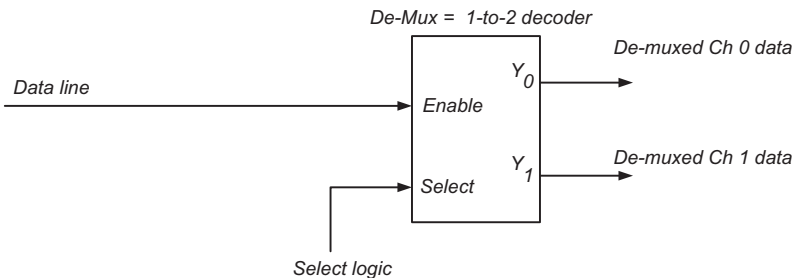 De-Mux = 1-to-2 decoder
De-muxed Ch 0 data
Y0
Data line
Enable
De-muxed Ch 1 data
Y1
Select
Select logic